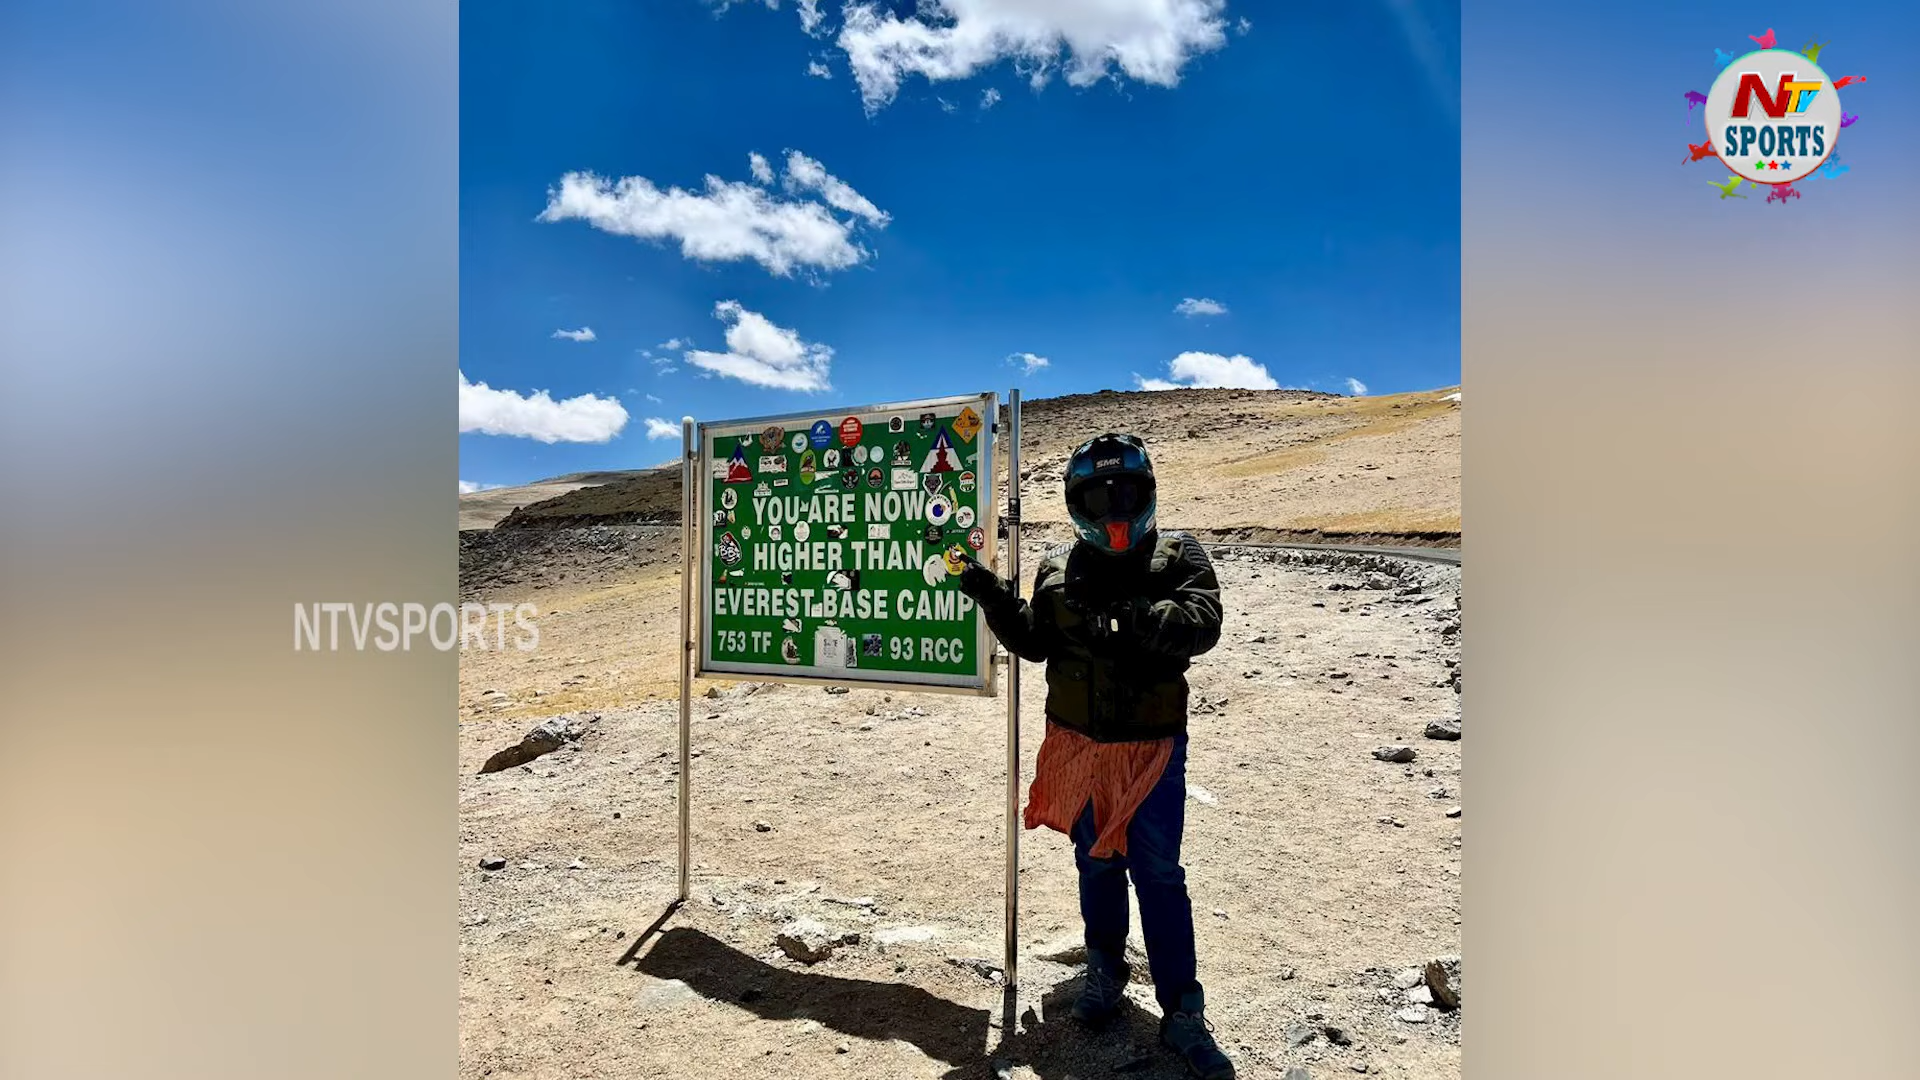 NTV
SPORTS
YOU ARE NOW
HIGHER THAN
EVEREST BASE CAMP
753 TF 93 RCC
SMK
NTVSPORTS